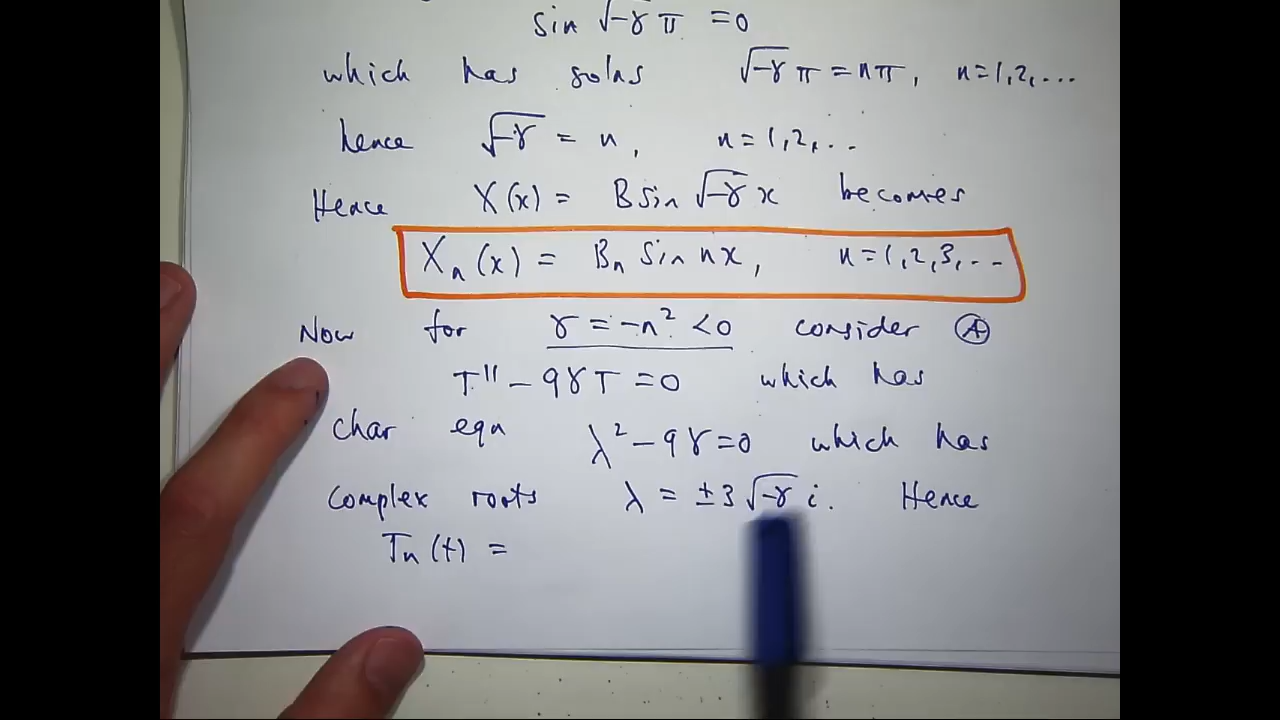 sin √-γ π = 0
which has solns √-γ π = nπ, n=1,2,...
hence √-γ = n, n=1,2,...
Hence X(x) = B sin √-γ x becomes
Xₙ(x) = Bₙ sin nx, n=1,2,3,...
Now for γ = -n² < 0 consider Ⓐ
T'' - 9γT = 0 which has
char eqn λ² - 9γ = 0 which has
complex roots λ = ±3√-γ i. Hence
Tₙ(t) =